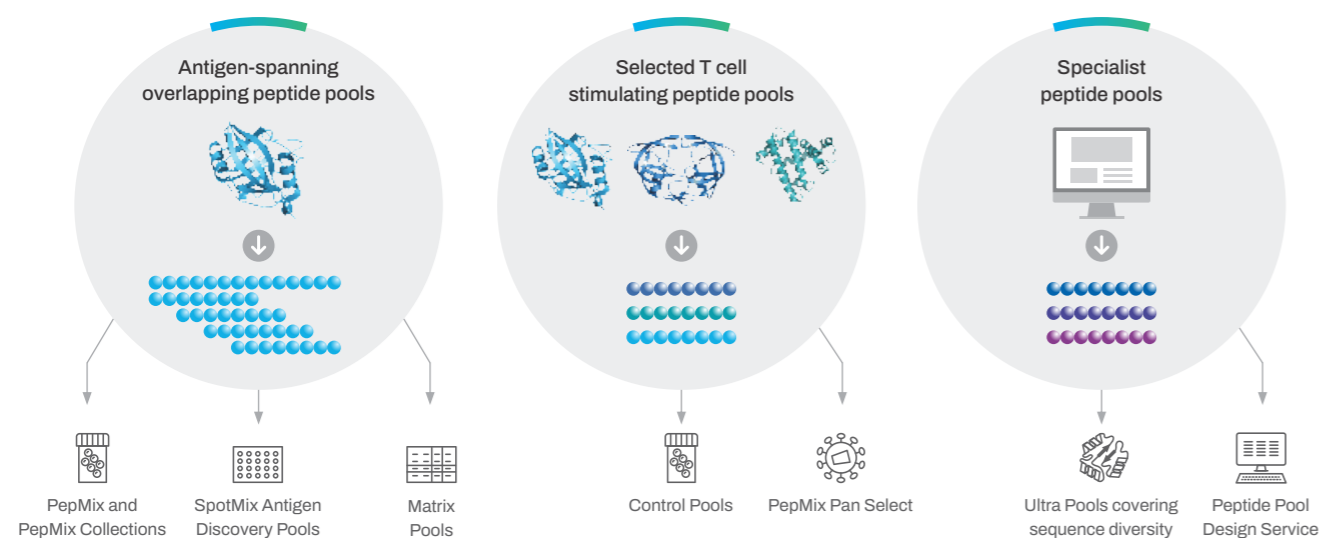 Antigen-spanning
overlapping peptide pools
Selected T cell
stimulating peptide pools
Specialist
peptide pools
PepMix and
PepMix Collections
SpotMix Antigen
Discovery Pools
Matrix
Pools
Control Pools
PepMix Pan Select
Ultra Pools covering
sequence diversity
Peptide Pool
Design Service